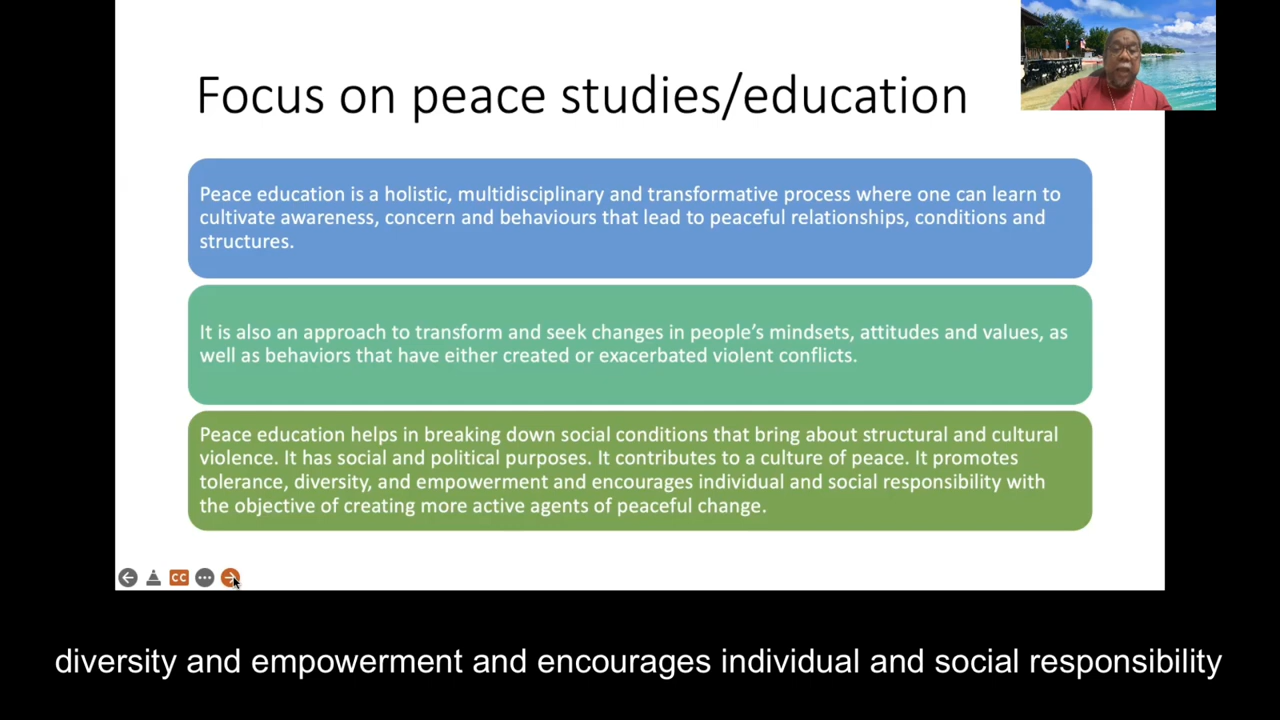 Focus on peace studies/education
Peace education is a holistic, multidisciplinary and transformative process where one can learn to
cultivate awareness, concern and behaviours that lead to peaceful relationships, conditions and
structures.
It is also an approach to transform and seek changes in people's mindsets, attitudes and values, as
well as behaviors that have either created or exacerbated violent conflicts.
Peace education helps in breaking down social conditions that bring about structural and cultural
violence. It has social and political purposes. It contributes to a culture of peace. It promotes
tolerance, diversity, and empowerment and encourages individual and social responsibility with
the objective of creating more active agents of peaceful change.
CC
diversity and empowerment and encourages individual and social responsibility